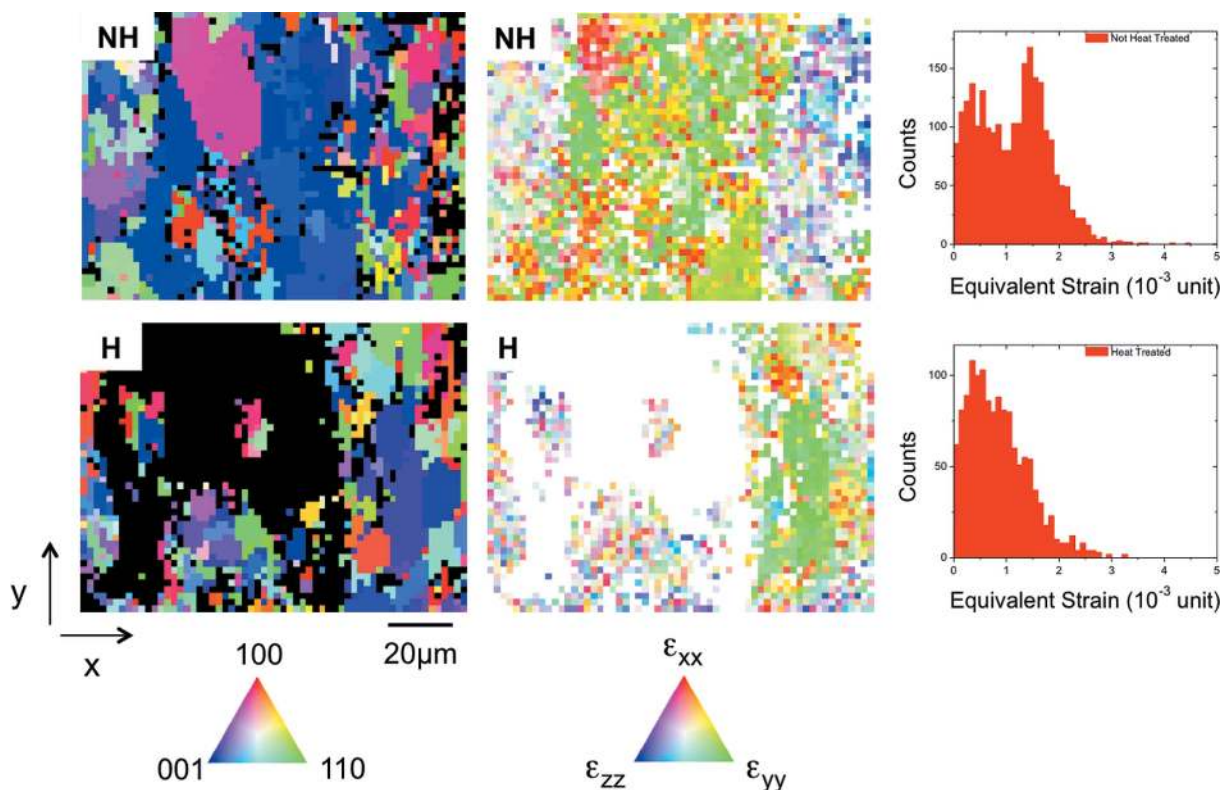 NH
NH
Not Heat Treated
150
100
50
0
Counts
0 1 2 3 4 5
Equivalent Strain (10⁻³ unit)
H
H
Heat Treated
100
50
0
Counts
0 1 2 3 4 5
Equivalent Strain (10⁻³ unit)
y
x
20μm
100
001
110
εxx
εzz
εyy